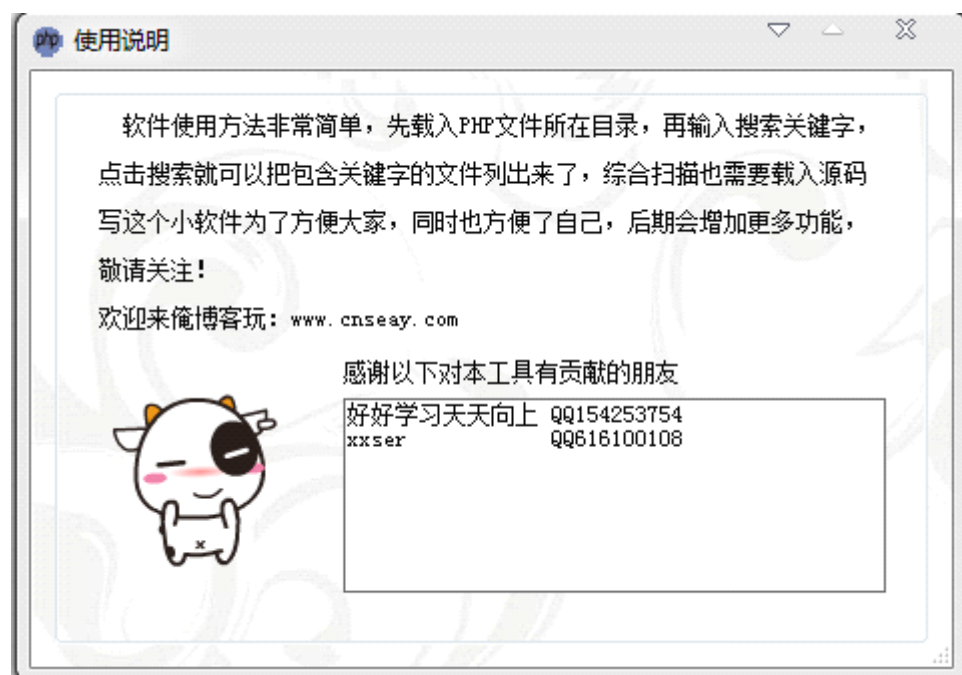 php 使用说明
软件使用方法非常简单，先载入PHP文件所在目录，再输入搜索关键字，
点击搜索就可以把包含关键字的文件列出来了，综合扫描也需要载入源码
写这个小软件为了方便大家，同时也方便了自己，后期会增加更多功能，
敬请关注！
欢迎来俺博客玩：www.cnseay.com
感谢以下对本工具有贡献的朋友
好好学习天天向上 QQ154253754
xxser QQ616100108
x